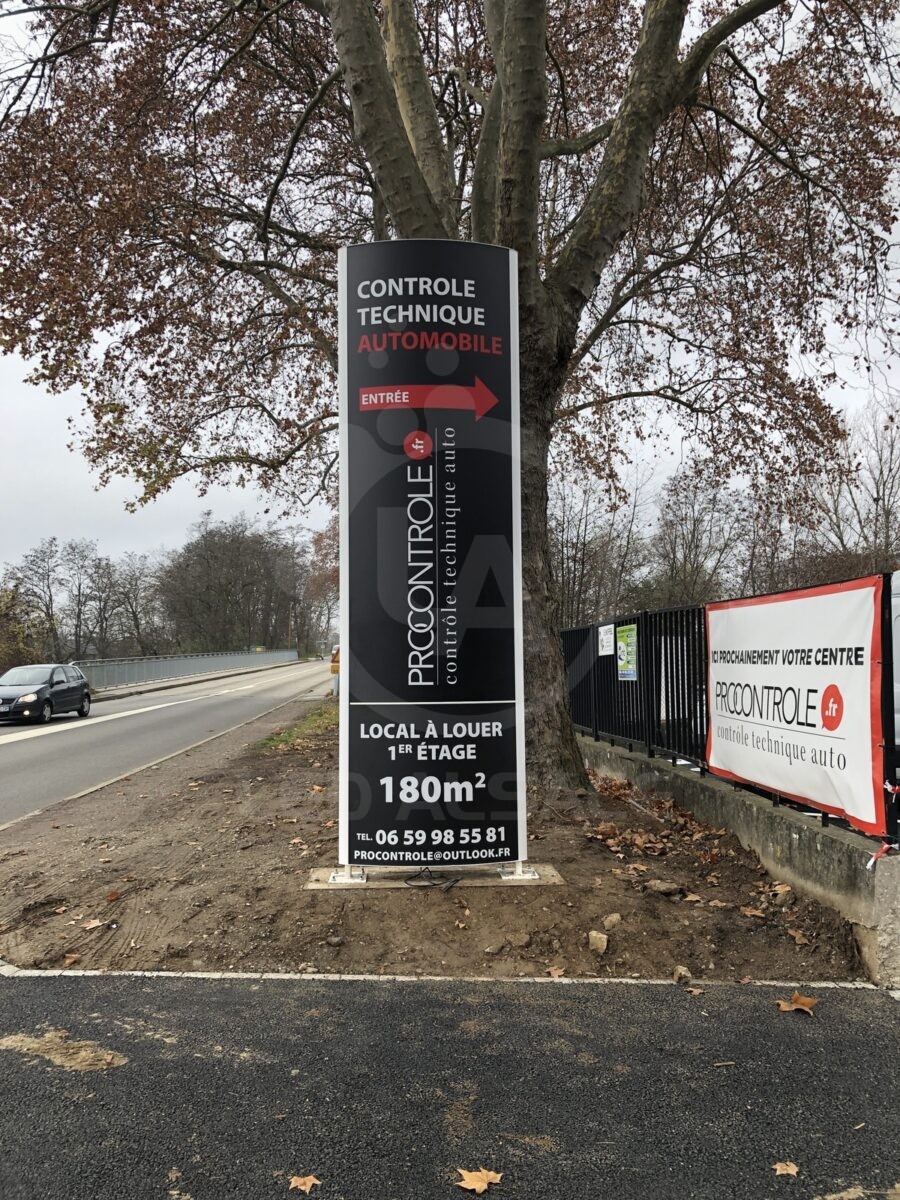 CONTROLE
TECHNIQUE
AUTOMOBILE
ENTRÉE
PROCONTROLE .fr
contrôle technique auto
LOCAL À LOUER
1ER ÉTAGE
180m²
TEL. 06 59 98 55 81
PROCONTROLE@OUTLOOK.FR
ICI PROCHAINEMENT VOTRE CENTRE
PROCONTROLE .fr
contrôle technique auto